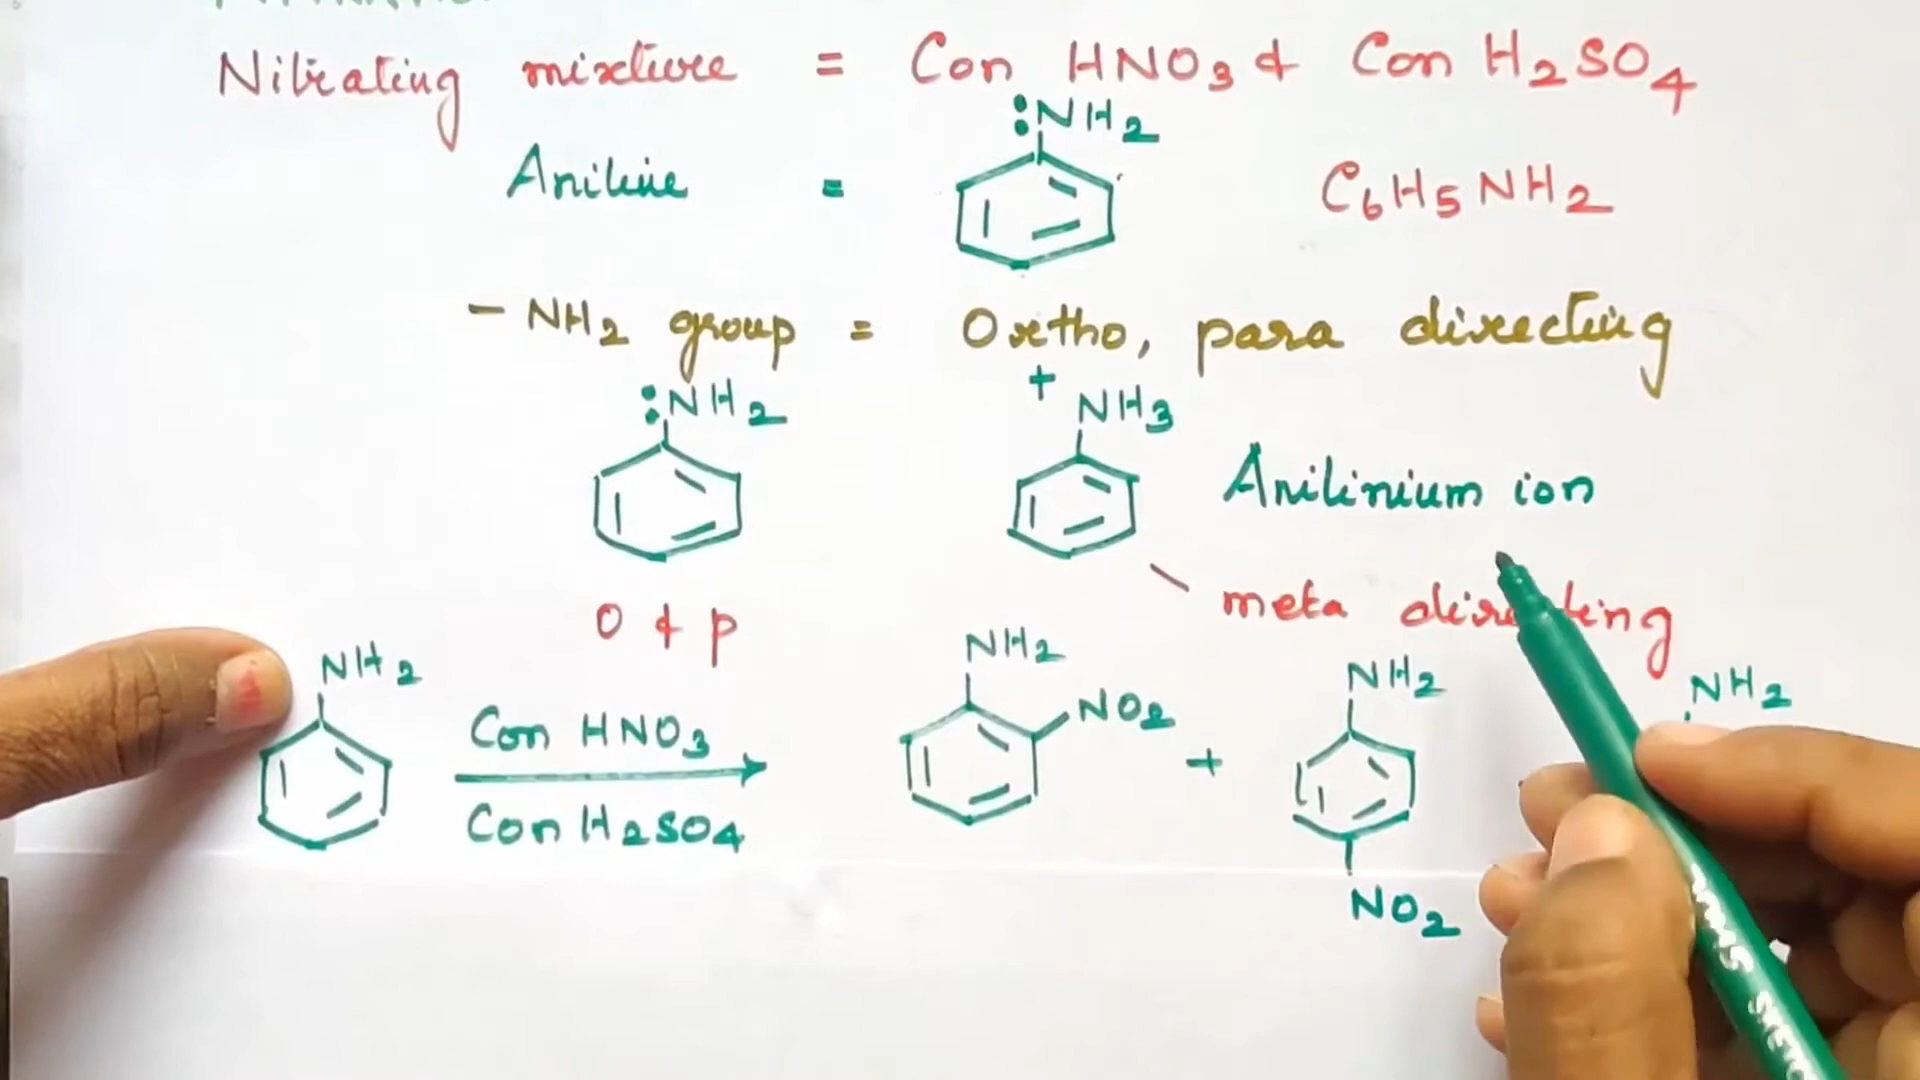 Nitrating mixture = Con HNO3 & Con H2SO4
:NH2
Aniline = C6H5NH2
- NH2 group = Ortho, para directing
:NH2
+
NH3
Anilinium ion
O & p
meta directing
NH2
Con HNO3
Con H2SO4
NH2
NO2
+
NH2
NO2
NH2